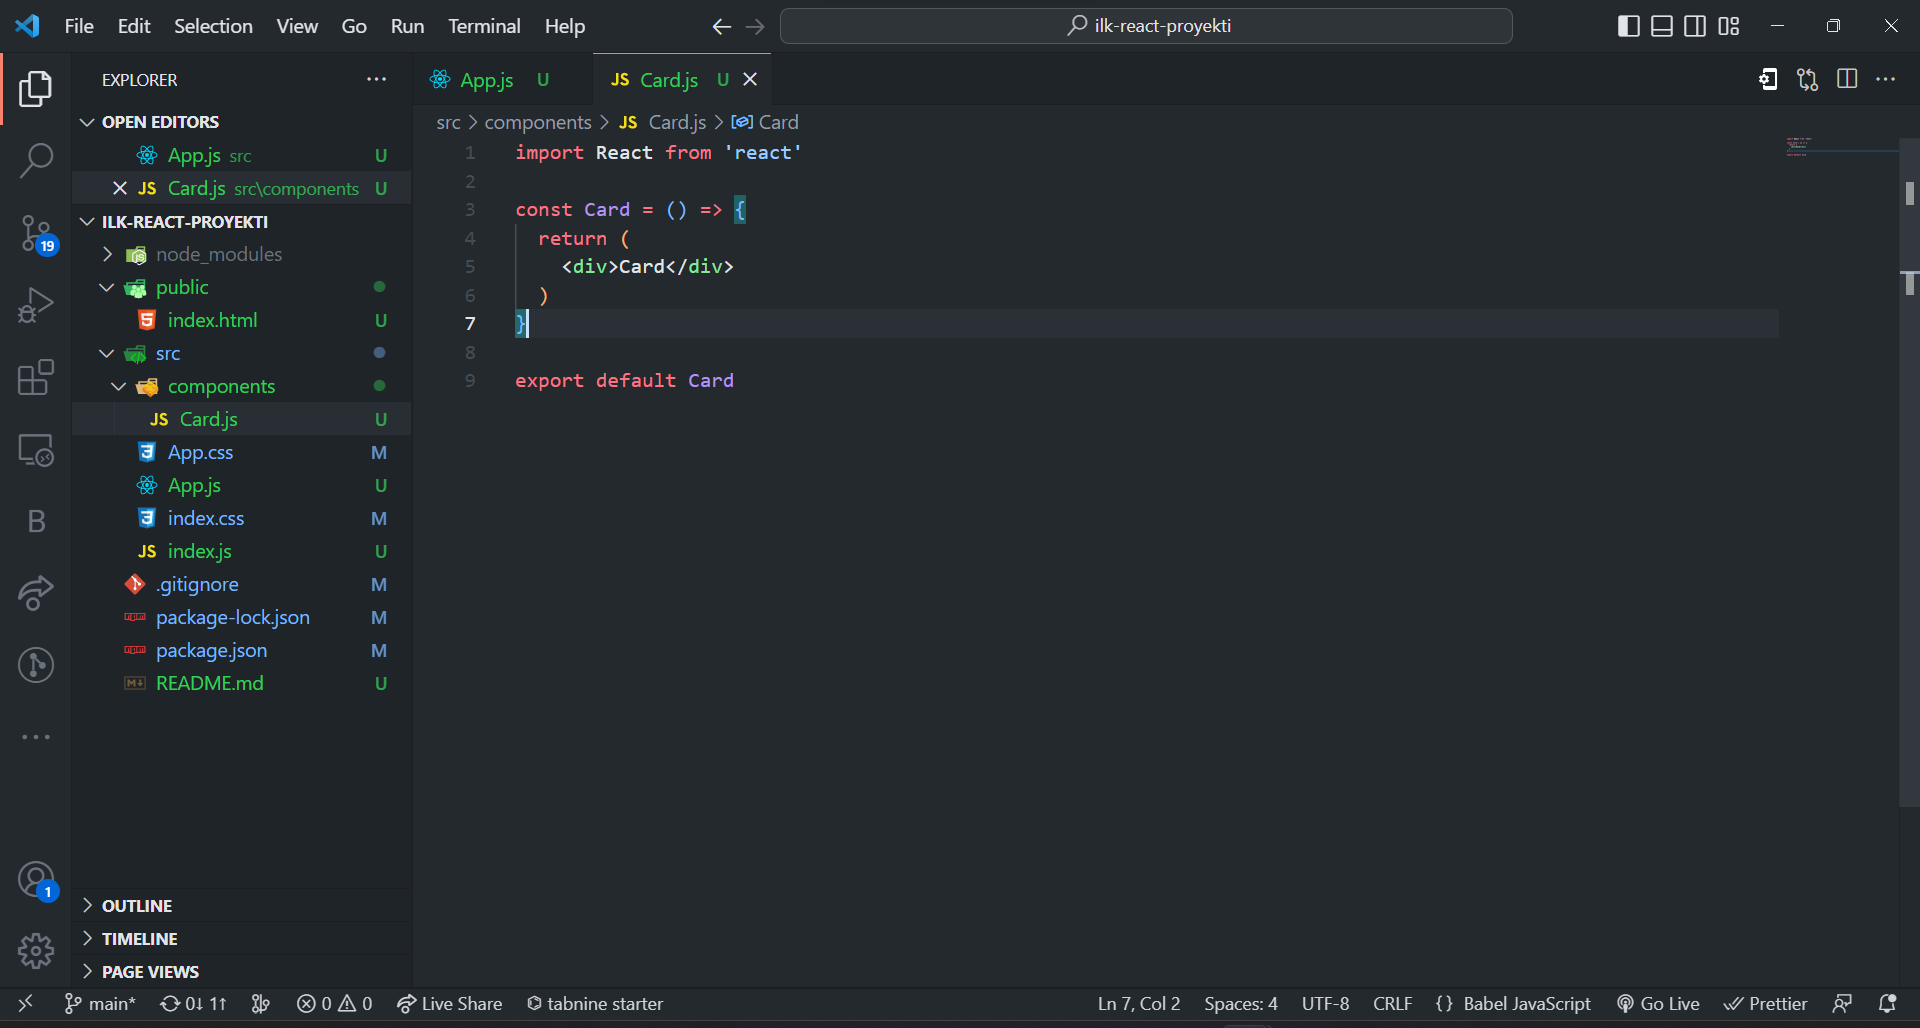 File Edit Selection View Go Run Terminal Help
ilk-react-proyekti
EXPLORER
OPEN EDITORS
App.js src U
JS Card.js src\components U
ILK-REACT-PROYEKTI
node_modules
public
index.html U
src
components
JS Card.js U
App.css M
App.js U
index.css M
JS index.js U
.gitignore M
package-lock.json M
package.json M
README.md U
OUTLINE
TIMELINE
PAGE VIEWS
19
B
1
App.js U
JS Card.js U
src > components > JS Card.js > Card
1 import React from 'react'
2
3 const Card = () => {
4 return (
5 <div>Card</div>
6 )
7 }
8
9 export default Card
main* 0↓ 1↑ 0 0 Live Share tabnine starter
Ln 7, Col 2 Spaces: 4 UTF-8 CRLF {} Babel JavaScript Go Live Prettier